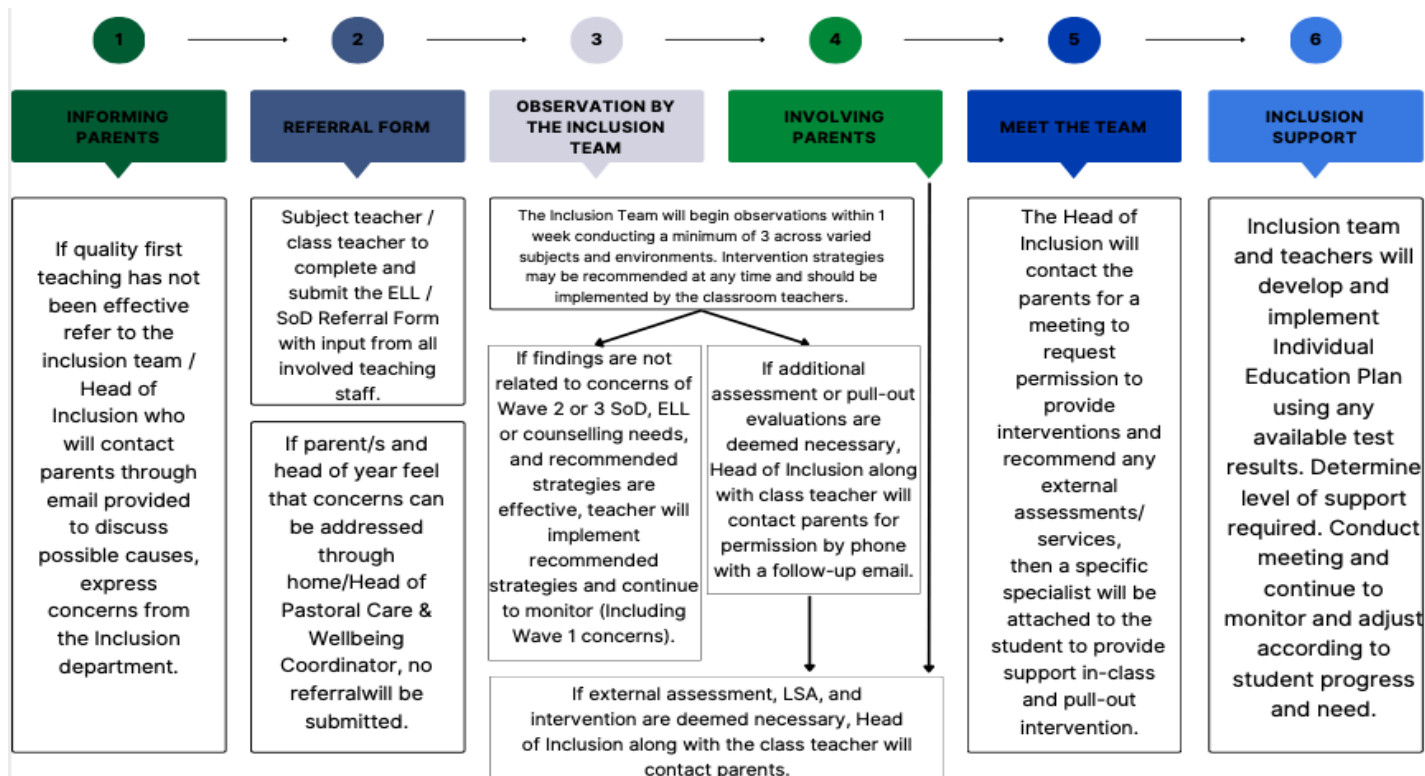 1
2
3
4
5
6
INFORMING
PARENTS
REFERRAL FORM
OBSERVATION BY
THE INCLUSION
TEAM
INVOLVING
PARENTS
MEET THE TEAM
INCLUSION
SUPPORT
If quality first
teaching has not
been effective
refer to the
inclusion team /
Head of
Inclusion who
will contact
parents through
email provided
to discuss
possible causes,
express
concerns from
the Inclusion
department.
Subject teacher /
class teacher to
complete and
submit the ELL /
SoD Referral Form
with input from all
involved teaching
staff.
If parent/s and
head of year feel
that concerns can
be addressed
through
home/Head of
Pastoral Care &
Wellbeing
Coordinator, no
referralwill be
submitted.
The Inclusion Team will begin observations within 1
week conducting a minimum of 3 across varied
subjects and environments. Intervention strategies
may be recommended at any time and should be
implemented by the classroom teachers.
If findings are not
related to concerns of
Wave 2 or 3 SoD, ELL
or counselling needs,
and recommended
strategies are
effective, teacher will
implement
recommended
strategies and continue
to monitor (Including
Wave 1 concerns).
If additional
assessment or pull-out
evaluations are
deemed necessary,
Head of Inclusion along
with class teacher will
contact parents for
permission by phone
with a follow-up email.
If external assessment, LSA, and
intervention are deemed necessary, Head
of Inclusion along with the class teacher will
contact parents.
The Head of
Inclusion will
contact the
parents for a
meeting to
request
permission to
provide
interventions and
recommend any
external
assessments/
services,
then a specific
specialist will be
attached to the
student to provide
support in-class
and pull-out
intervention.
Inclusion team
and teachers will
develop and
implement
Individual
Education Plan
using any
available test
results. Determine
level of support
required. Conduct
meeting and
continue to
monitor and adjust
according to
student progress
and need.